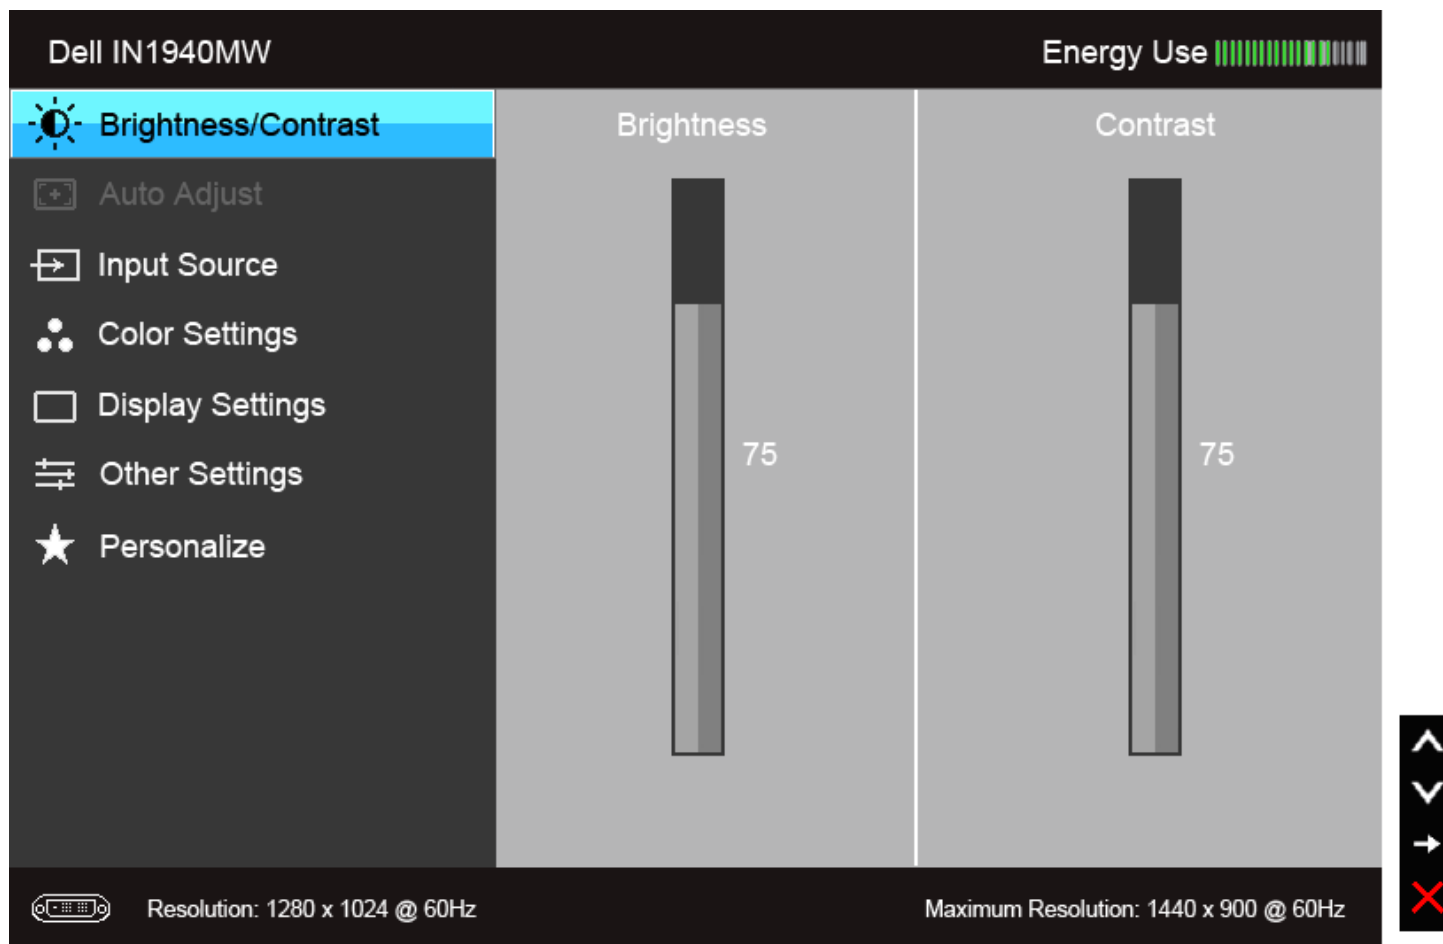 Dell IN1940MW
Energy Use
Brightness/Contrast
Auto Adjust
Input Source
Color Settings
Display Settings
Other Settings
Personalize
Brightness
75
Contrast
75
Resolution: 1280 x 1024 @ 60Hz
Maximum Resolution: 1440 x 900 @ 60Hz